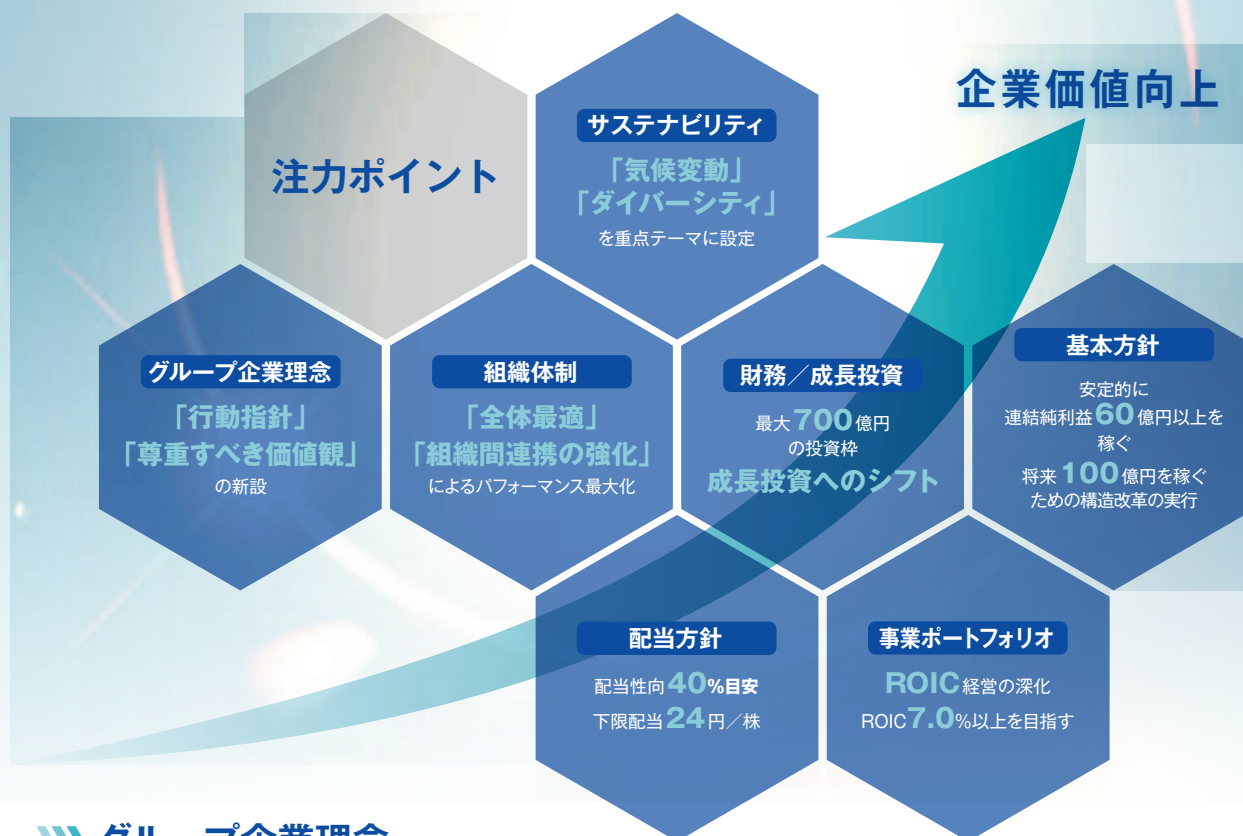 企業価値向上
注力ポイント
サステナビリティ
「気候変動」
「ダイバーシティ」
を重点テーマに設定
グループ企業理念
「行動指針」
「尊重すべき価値観」
の新設
組織体制
「全体最適」
「組織間連携の強化」
によるパフォーマンス最大化
財務／成長投資
最大700億円
の投資枠
成長投資へのシフト
基本方針
安定的に
連結純利益60億円以上を
稼ぐ
将来100億円を稼ぐ
ための構造改革の実行
配当方針
配当性向40%目安
下限配当24円／株
事業ポートフォリオ
ROIC経営の深化
ROIC7.0%以上を目指す
グループ企業理念